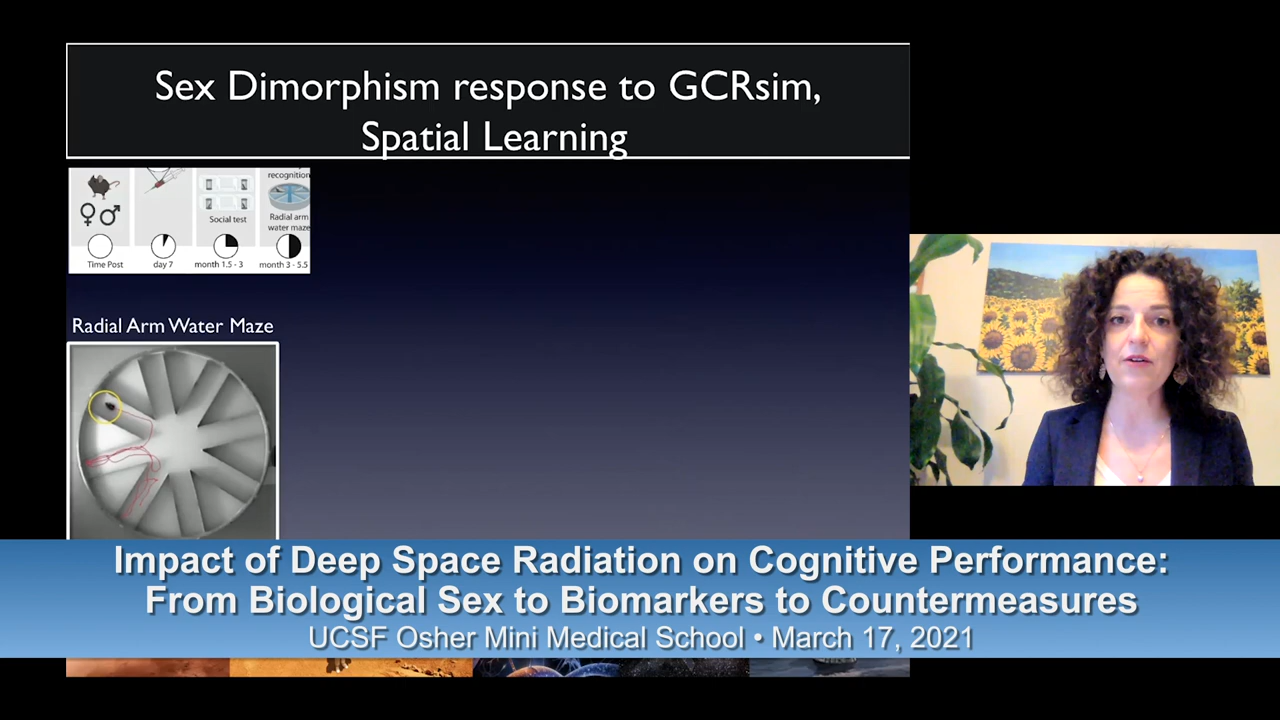 Sex Dimorphism response to GCRsim,
Spatial Learning
recognition
Social test
Radial arm
water maze
Time Post
day 7
month 1.5 - 3
month 3 - 5.5
Radial Arm Water Maze
Impact of Deep Space Radiation on Cognitive Performance:
From Biological Sex to Biomarkers to Countermeasures
UCSF Osher Mini Medical School • March 17, 2021